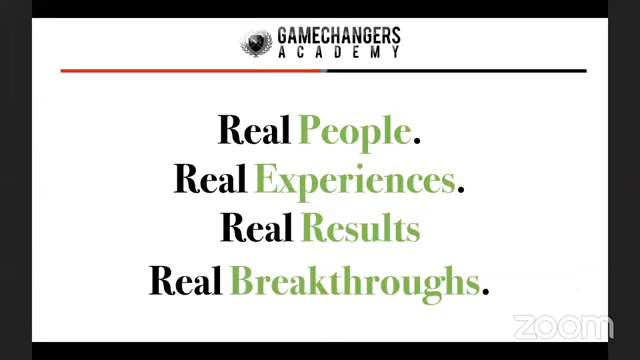 GAMECHANGERS
ACADEMY
Real People.
Real Experiences.
Real Results
Real Breakthroughs.
zoom